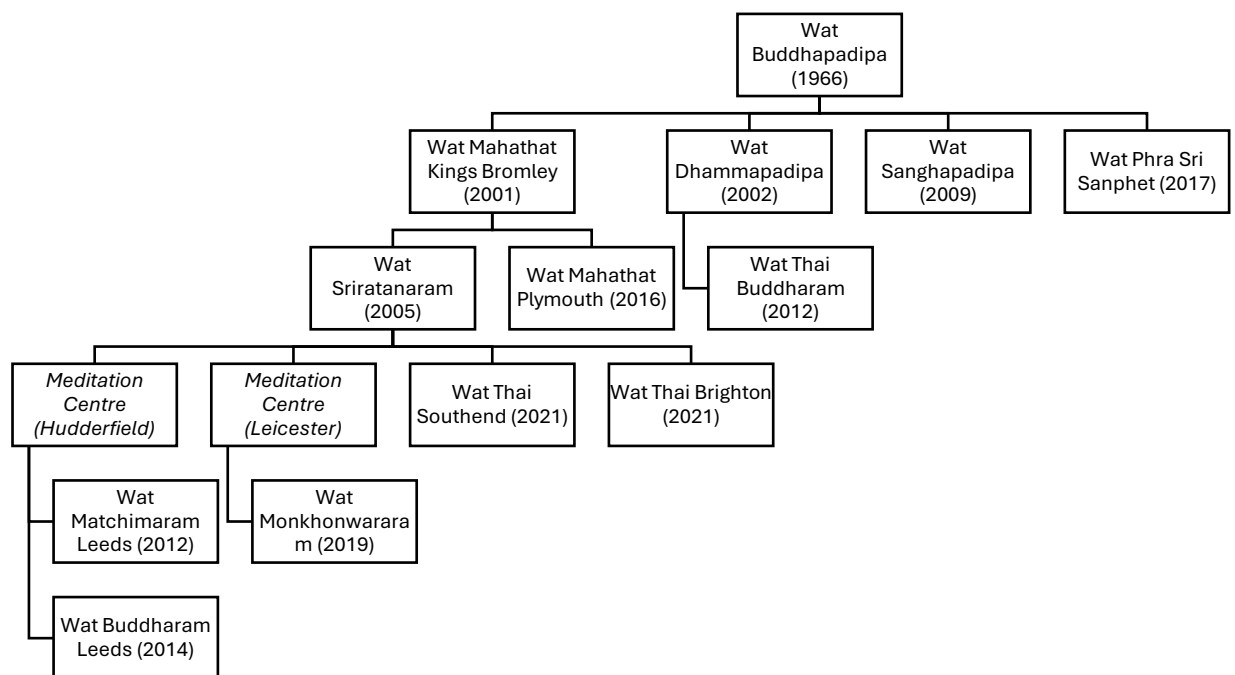 Wat
Buddhapadipa
(1966)
Wat Mahathat
Kings Bromley
(2001)
Wat
Dhammapadipa
(2002)
Wat
Sanghapadipa
(2009)
Wat Phra Sri
Sanphet (2017)
Wat
Sriratanaram
(2005)
Wat Mahathat
Plymouth (2016)
Wat Thai
Buddharam
(2012)
Meditation
Centre
(Hudderfield)
Meditation
Centre
(Leicester)
Wat Thai
Southend (2021)
Wat Thai Brighton
(2021)
Wat
Matchimaram
Leeds (2012)
Wat
Monkhonwarara
m (2019)
Wat Buddharam
Leeds (2014)